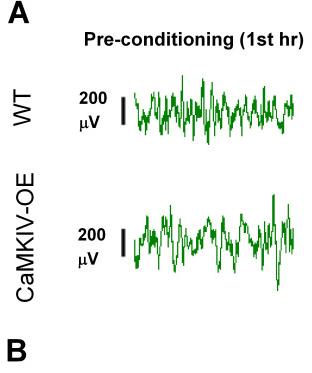 A
Pre-conditioning (1st hr)
WT
200
μV
CaMKIV-OE
200
μV
B